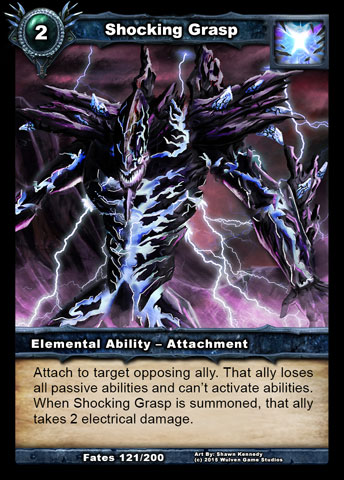 2
Shocking Grasp
Elemental Ability – Attachment
Attach to target opposing ally. That ally loses
all passive abilities and can't activate abilities.
When Shocking Grasp is summoned, that ally
takes 2 electrical damage.
Fates 121/200
Art By: Shawn Kennedy
(c) 2015 Wulven Game Studios